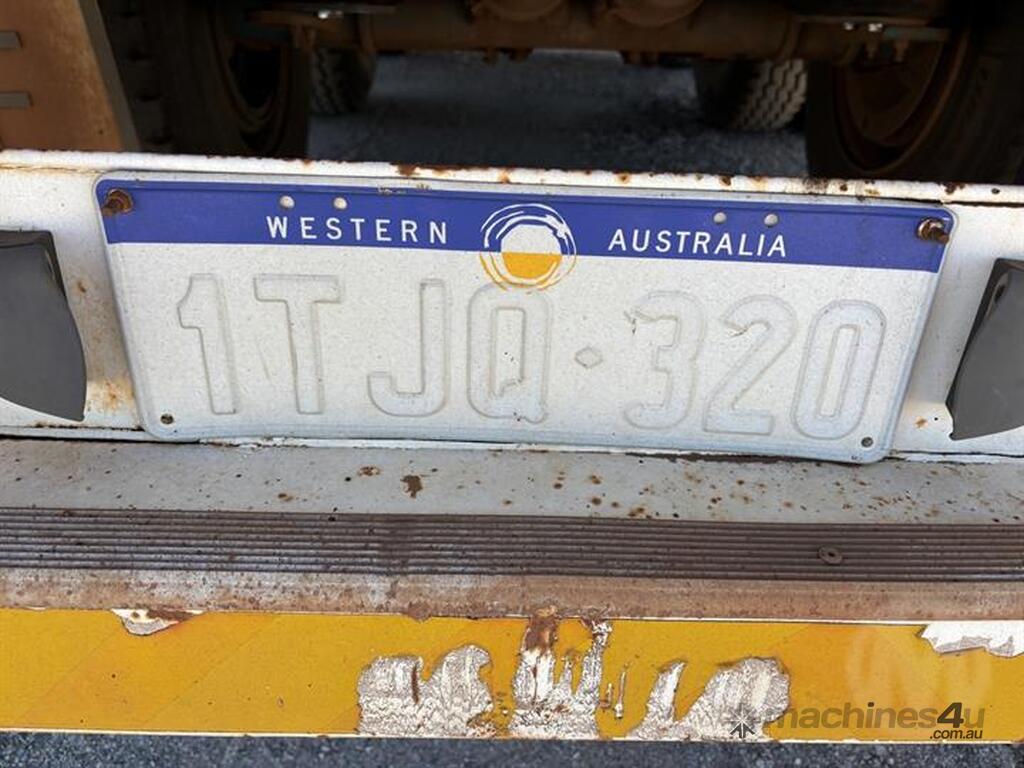 WESTERN AUSTRALIA
1TJQ·320
machines4u
.com.au